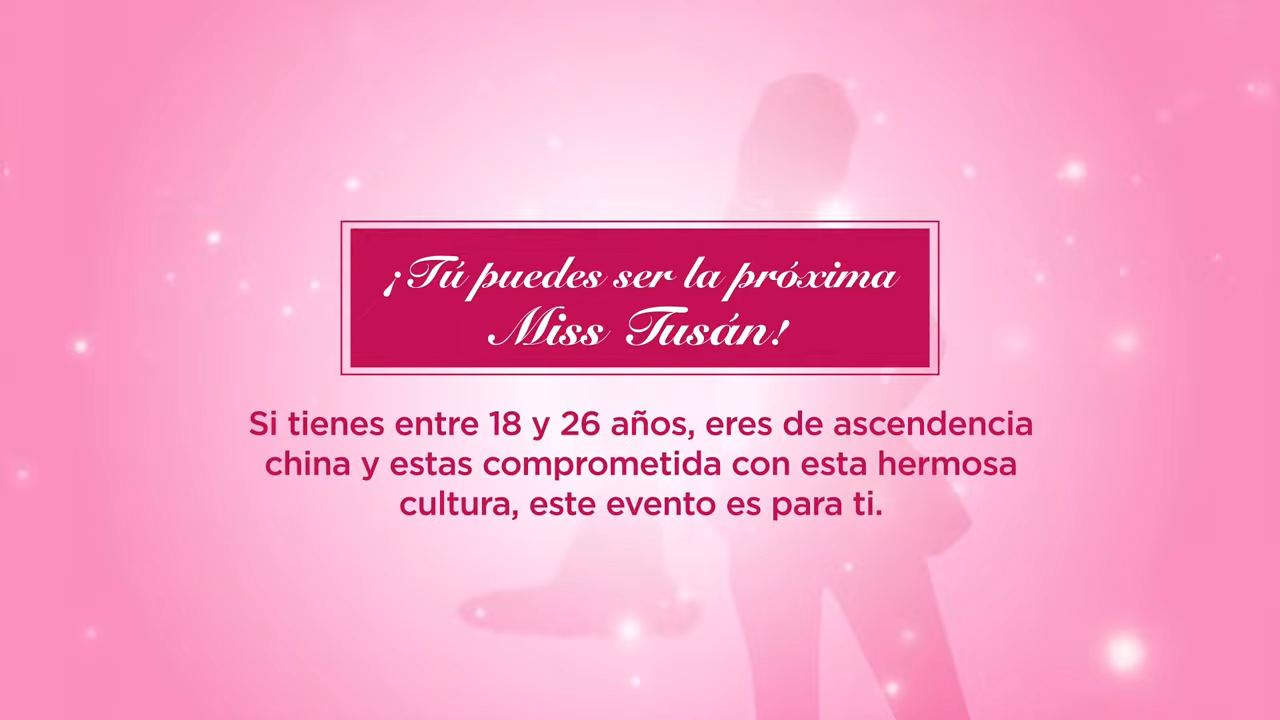 ¡Tú puedes ser la próxima
Miss Tusán!
Si tienes entre 18 y 26 años, eres de ascendencia
china y estas comprometida con esta hermosa
cultura, este evento es para ti.